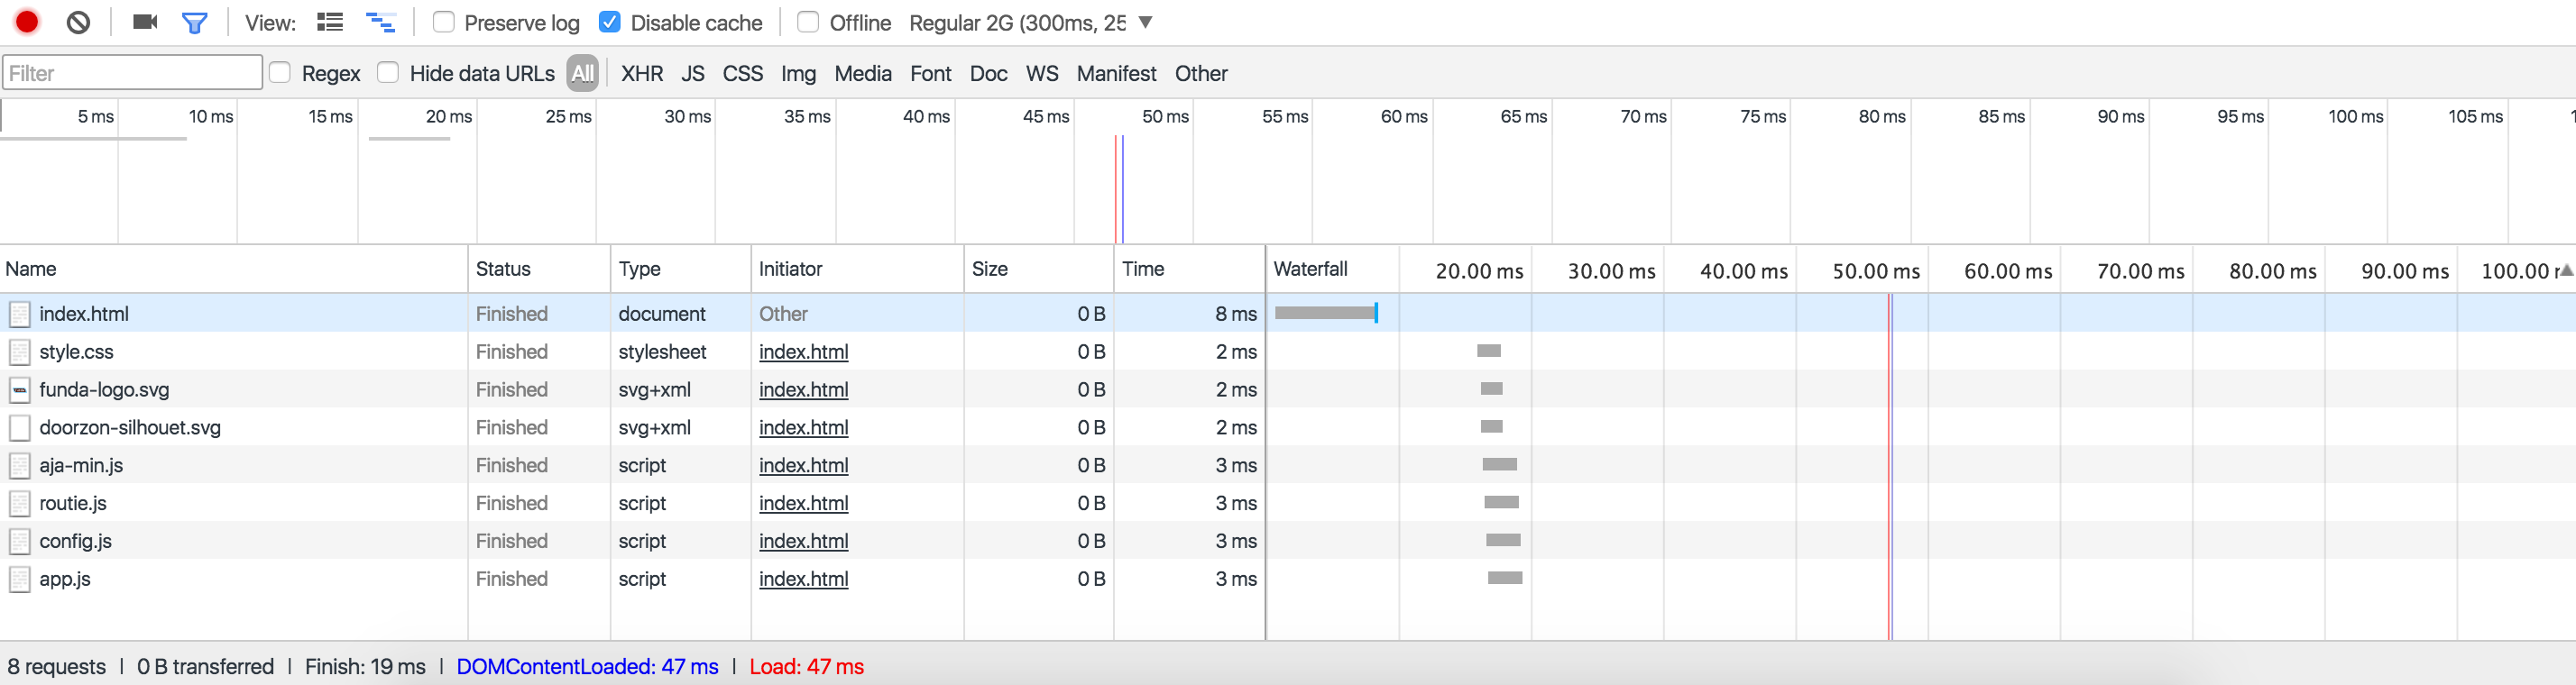 View: Preserve log Disable cache Offline Regular 2G (300ms, 25
Filter Regex Hide data URLs All XHR JS CSS Img Media Font Doc WS Manifest Other
5 ms 10 ms 15 ms 20 ms 25 ms 30 ms 35 ms 40 ms 45 ms 50 ms 55 ms 60 ms 65 ms 70 ms 75 ms 80 ms 85 ms 90 ms 95 ms 100 ms 105 ms 1
Name Status Type Initiator Size Time Waterfall 20.00 ms 30.00 ms 40.00 ms 50.00 ms 60.00 ms 70.00 ms 80.00 ms 90.00 ms 100.00
index.html Finished document Other 0 B 8 ms
style.css Finished stylesheet index.html 0 B 2 ms
funda-logo.svg Finished svg+xml index.html 0 B 2 ms
doorzon-silhouet.svg Finished svg+xml index.html 0 B 2 ms
aja-min.js Finished script index.html 0 B 3 ms
routie.js Finished script index.html 0 B 3 ms
config.js Finished script index.html 0 B 3 ms
app.js Finished script index.html 0 B 3 ms
8 requests | 0 B transferred | Finish: 19 ms | DOMContentLoaded: 47 ms | Load: 47 ms